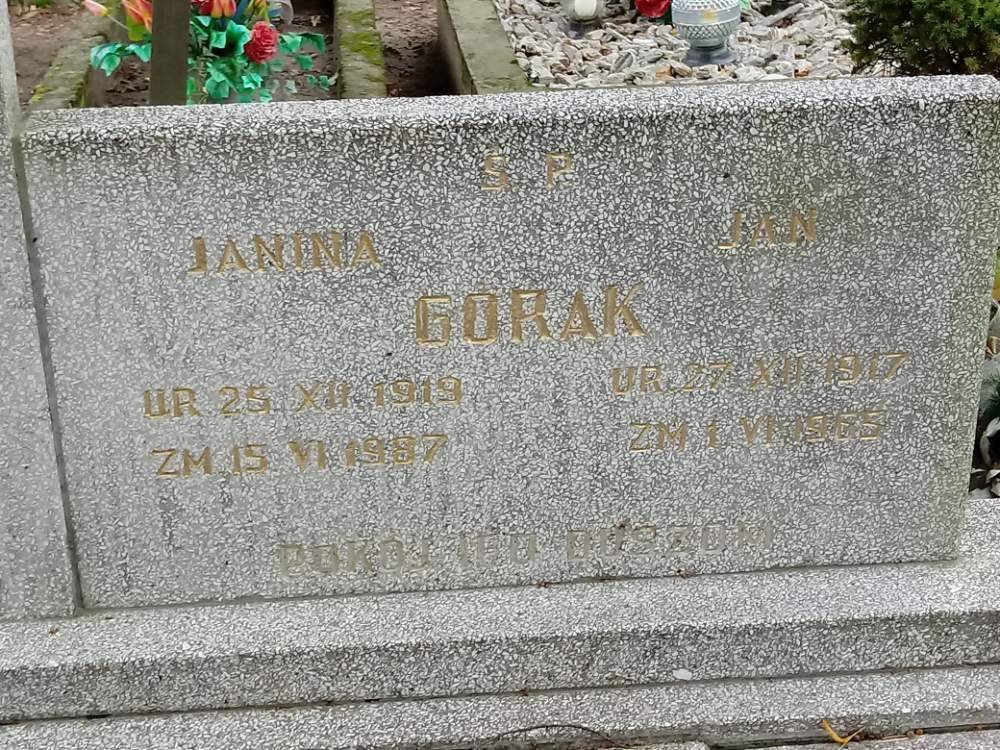 Ś P
JANINA JAN
GÓRAK
UR 25 XII 1919 UR 27 XII 1917
ZM 15 VI 1987 ZM 1 VI 1965
POKÓJ ICH DUSZOM